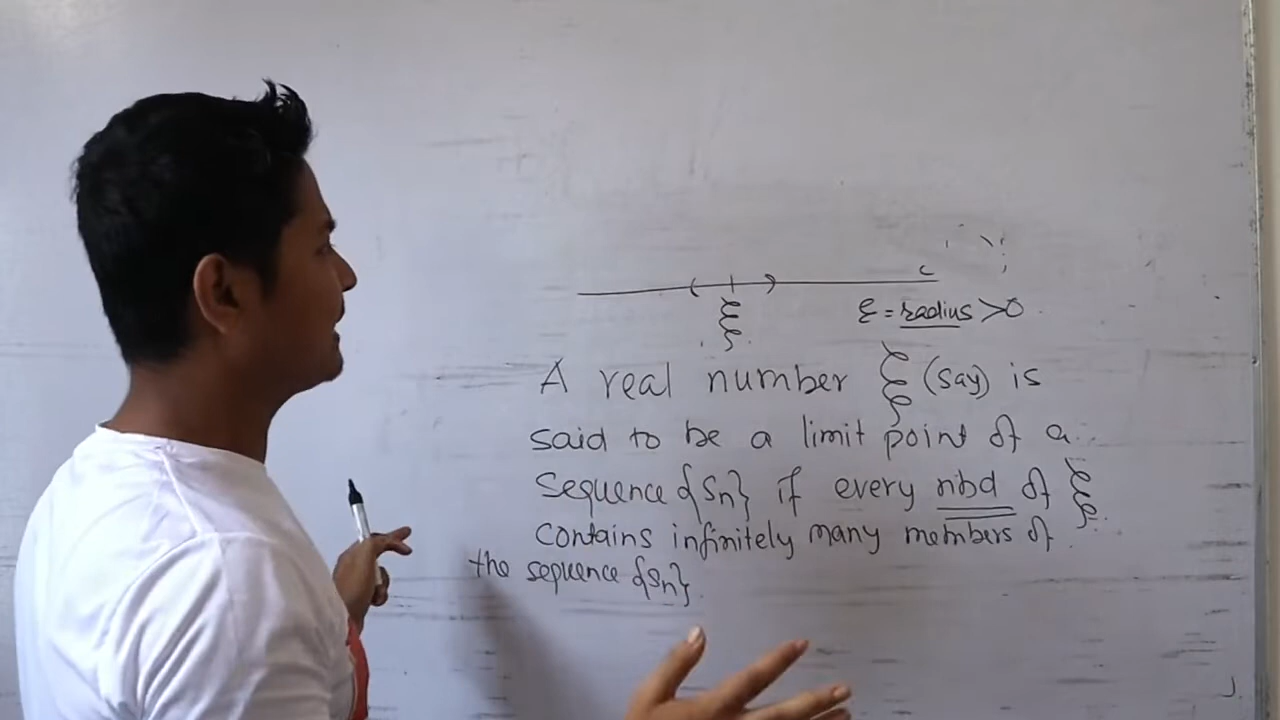 ξ
ε = radius > 0
A real number ξ (say) is
said to be a limit point of a
sequence {Sn} if every nbd of ξ
contains infinitely many members of
the sequence {Sn}.